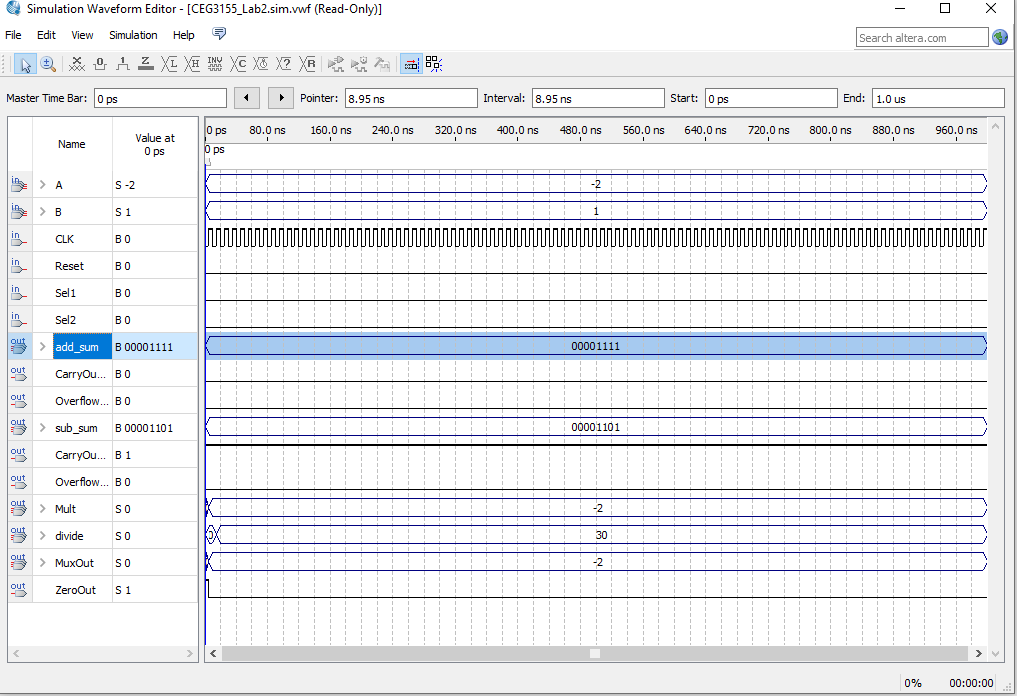 Simulation Waveform Editor - [CEG3155_Lab2.sim.vwf (Read-Only)]
File Edit View Simulation Help
Search altera.com
Master Time Bar: 0 ps Pointer: 8.95 ns Interval: 8.95 ns Start: 0 ps End: 1.0 us
Name Value at 0 ps
0 ps 80.0 ns 160.0 ns 240.0 ns 320.0 ns 400.0 ns 480.0 ns 560.0 ns 640.0 ns 720.0 ns 800.0 ns 880.0 ns 960.0 ns
0 ps
in A S -2 -2
in B S 1 1
in CLK B 0
in Reset B 0
in Sel1 B 0
in Sel2 B 0
out add_sum B 00001111 00001111
out CarryOu... B 0
out Overflow... B 0
out sub_sum B 00001101 00001101
out CarryOu... B 1
out Overflow... B 0
out Mult S 0 -2
out divide S 0 0 30
out MuxOut S 0 -2
out ZeroOut S 1
0% 00:00:00